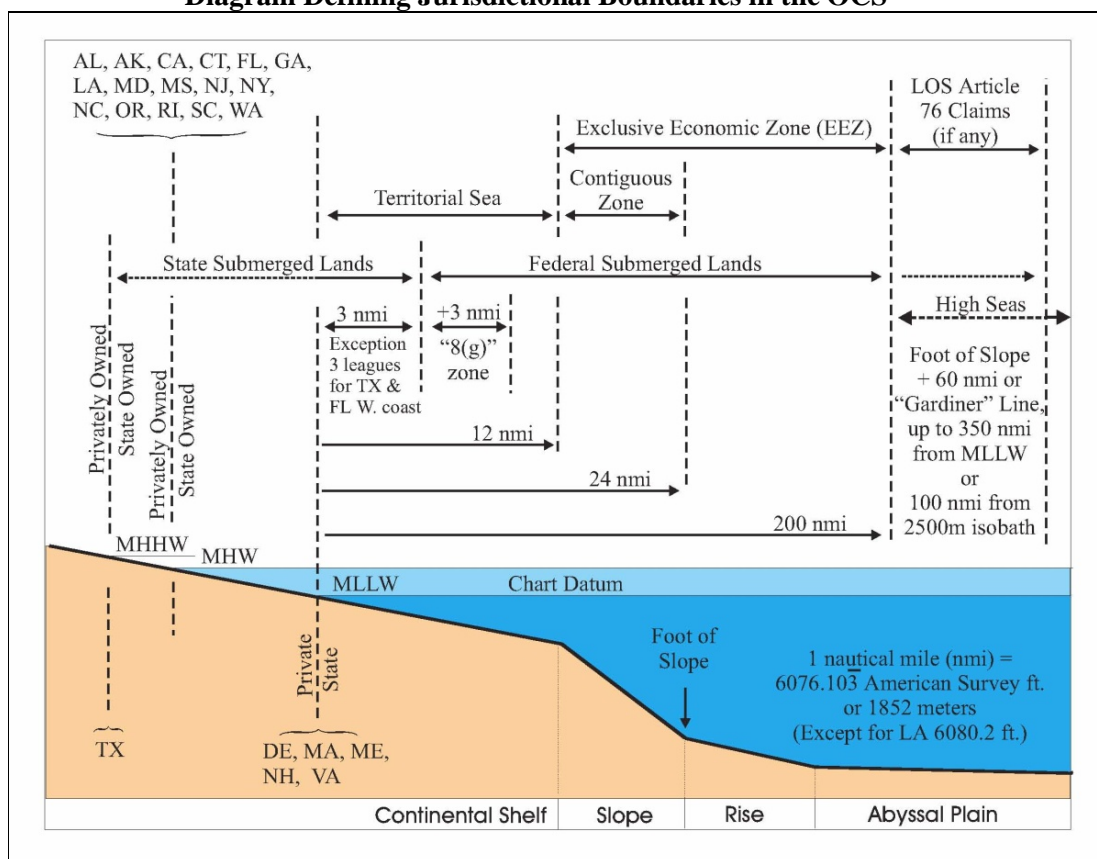 Diagram Defining Jurisdictional Boundaries in the OCS
AL, AK, CA, CT, FL, GA,
LA, MD, MS, NJ, NY,
NC, OR, RI, SC, WA
LOS Article
76 Claims
(if any)
Exclusive Economic Zone (EEZ)
Contiguous
Zone
Territorial Sea
State Submerged Lands
Federal Submerged Lands
High Seas
3 nmi
Exception
3 leagues
for TX &
FL W. coast
+3 nmi
“8(g)”
zone
Privately Owned
State Owned
Privately Owned
State Owned
12 nmi
24 nmi
200 nmi
Foot of Slope
+ 60 nmi or
“Gardiner” Line,
up to 350 nmi
from MLLW
or
100 nmi from
2500m isobath
MHHW
MHW
MLLW
Chart Datum
Private
State
Foot of
Slope
1 nautical mile (nmi) =
6076.103̅ American Survey ft.
or 1852 meters
(Except for LA 6080.2 ft.)
TX
DE, MA, ME,
NH, VA
Continental Shelf
Slope
Rise
Abyssal Plain